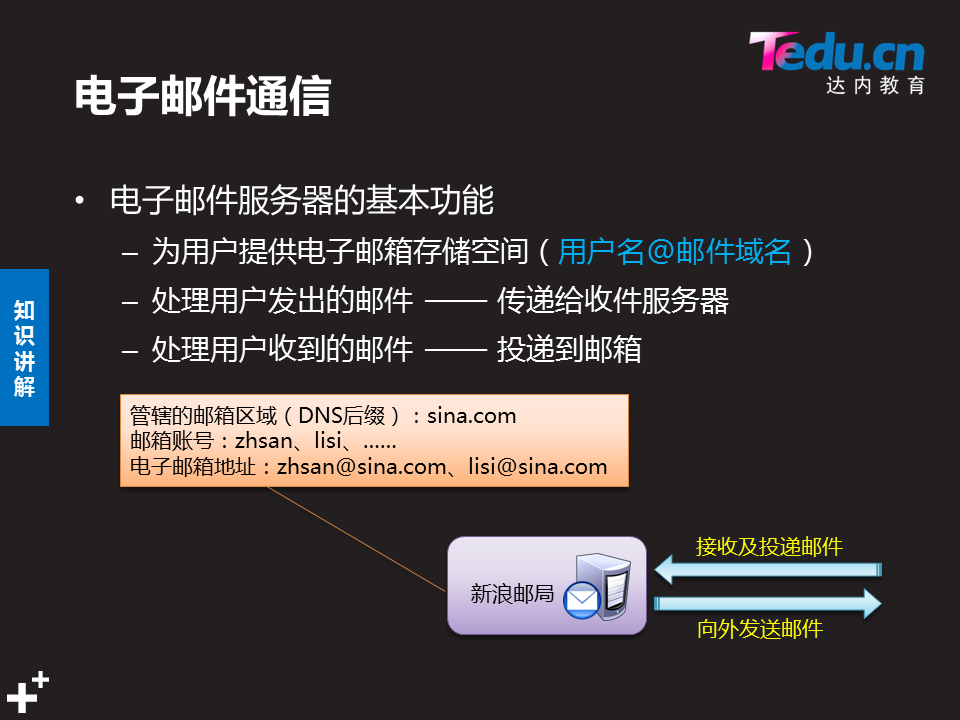 Tedu.cn
达内教育
电子邮件通信
• 电子邮件服务器的基本功能
– 为用户提供电子邮箱存储空间（用户名@邮件域名）
– 处理用户发出的邮件 —— 传递给收件服务器
– 处理用户收到的邮件 —— 投递到邮箱
知识讲解
管辖的邮箱区域（DNS后缀）：sina.com
邮箱账号：zhsan、lisi、……
电子邮箱地址：zhsan@sina.com、lisi@sina.com
接收及投递邮件
新浪邮局
向外发送邮件